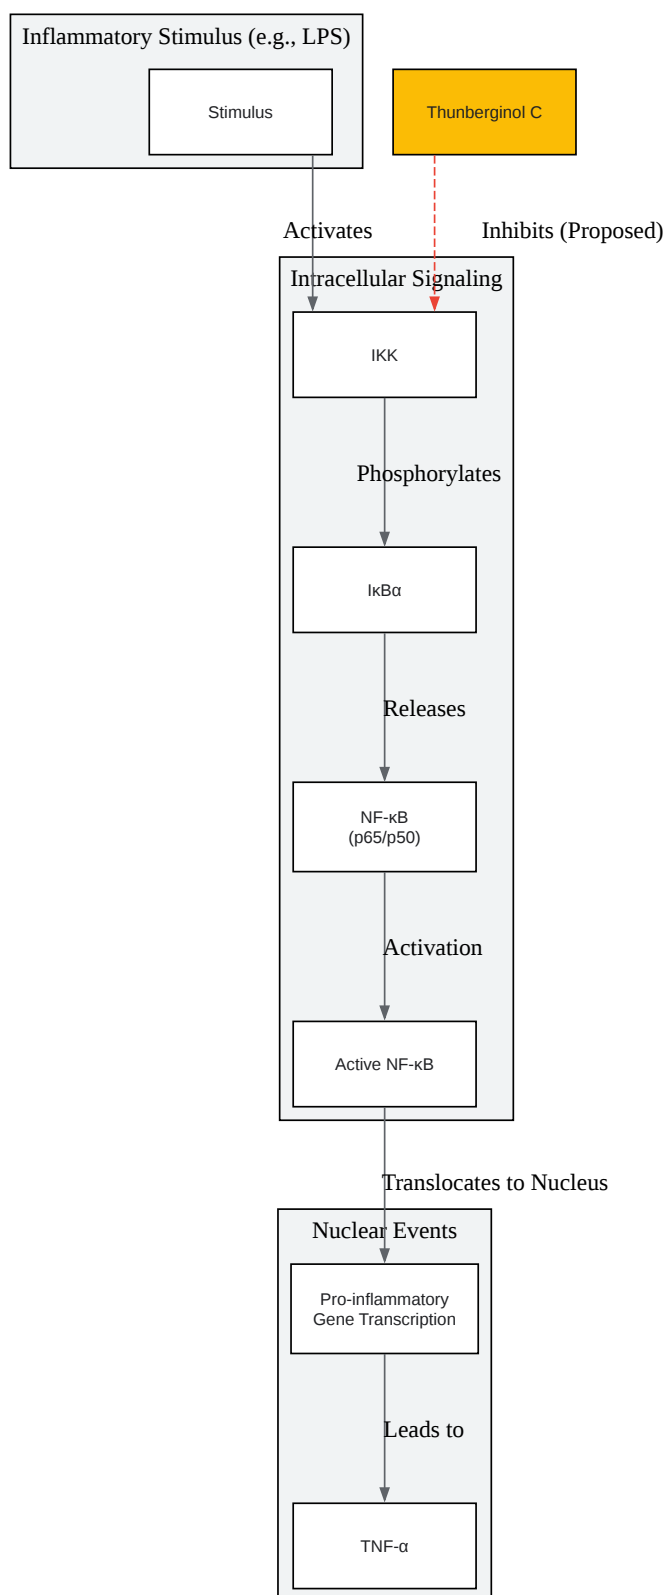 Inflammatory Stimulus (e.g., LPS)
Stimulus
Thunberginol C
Activates
Inhibits (Proposed)
Intracellular Signaling
IKK
Phosphorylates
IκBα
Releases
NF-κB
(p65/p50)
Activation
Active NF-κB
Translocates to Nucleus
Nuclear Events
Pro-inflammatory
Gene Transcription
Leads to
TNF-α